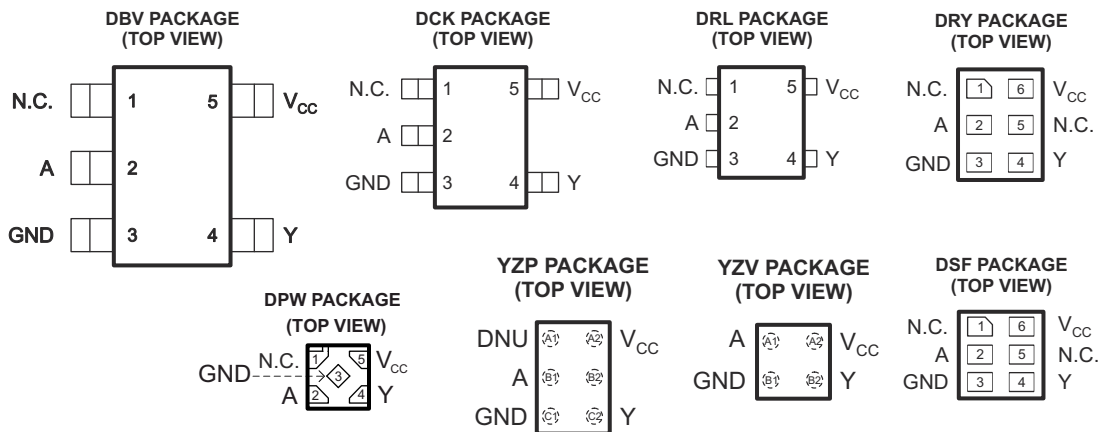 DBV PACKAGE
(TOP VIEW)
N.C. 1 5 VCC
A 2
GND 3 4 Y
DCK PACKAGE
(TOP VIEW)
N.C. 1 5 VCC
A 2
GND 3 4 Y
DRL PACKAGE
(TOP VIEW)
N.C. 1 5 VCC
A 2
GND 3 4 Y
DRY PACKAGE
(TOP VIEW)
N.C. 1 6 VCC
A 2 5 N.C.
GND 3 4 Y
DPW PACKAGE
(TOP VIEW)
N.C. 1 5 VCC
GND 3
A 2 4 Y
YZP PACKAGE
(TOP VIEW)
DNU A1 A2 VCC
A B1 B2
GND C1 C2 Y
YZV PACKAGE
(TOP VIEW)
A A1 A2 VCC
GND B1 B2 Y
DSF PACKAGE
(TOP VIEW)
N.C. 1 6 VCC
A 2 5 N.C.
GND 3 4 Y